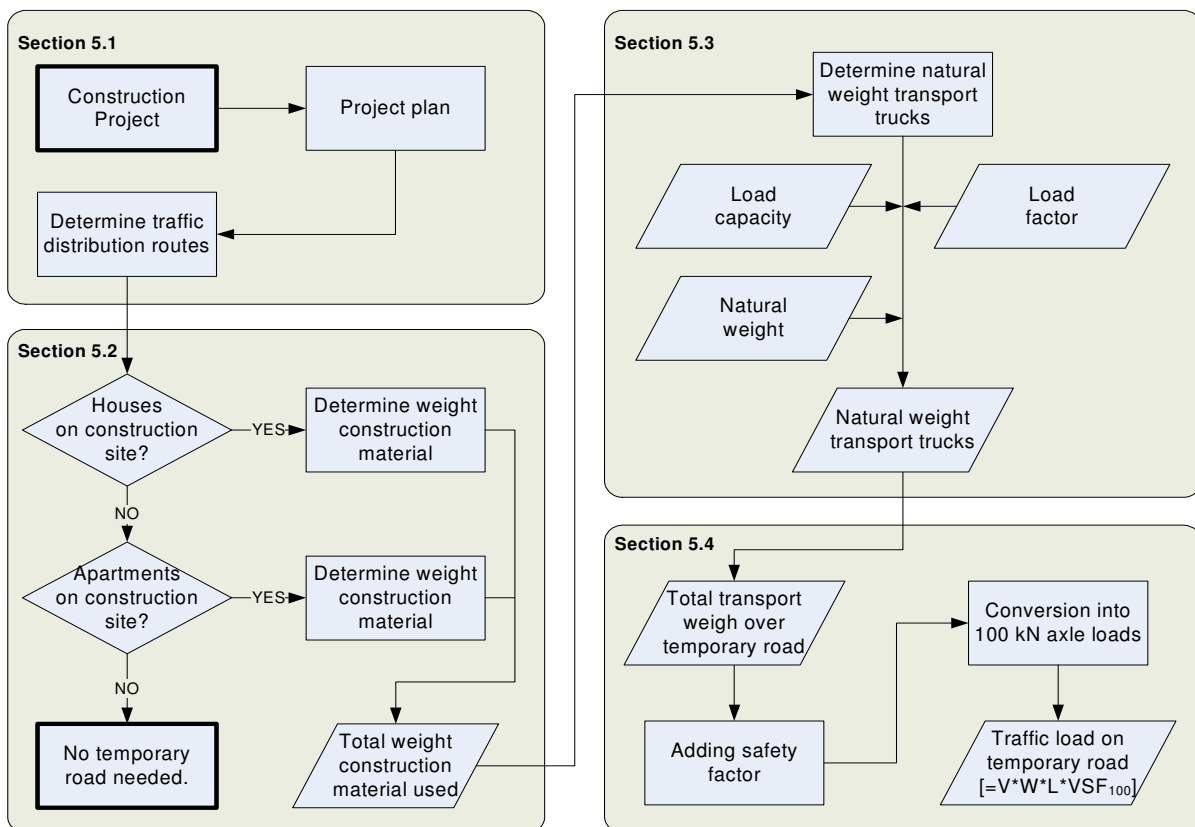 Section 5.1
Construction
Project
Project plan
Determine traffic
distribution routes
Section 5.2
Houses
on construction
site?
YES
Determine weight
construction
material
NO
Apartments
on construction
site?
YES
Determine weight
construction
material
NO
No temporary
road needed.
Total weight
construction
material used
Section 5.3
Determine natural
weight transport
trucks
Load
capacity
Load
factor
Natural
weight
Natural weight
transport trucks
Section 5.4
Total transport
weigh over
temporary road
Adding safety
factor
Conversion into
100 kN axle loads
Traffic load on
temporary road
[=V*W*L*VSF₁₀₀]